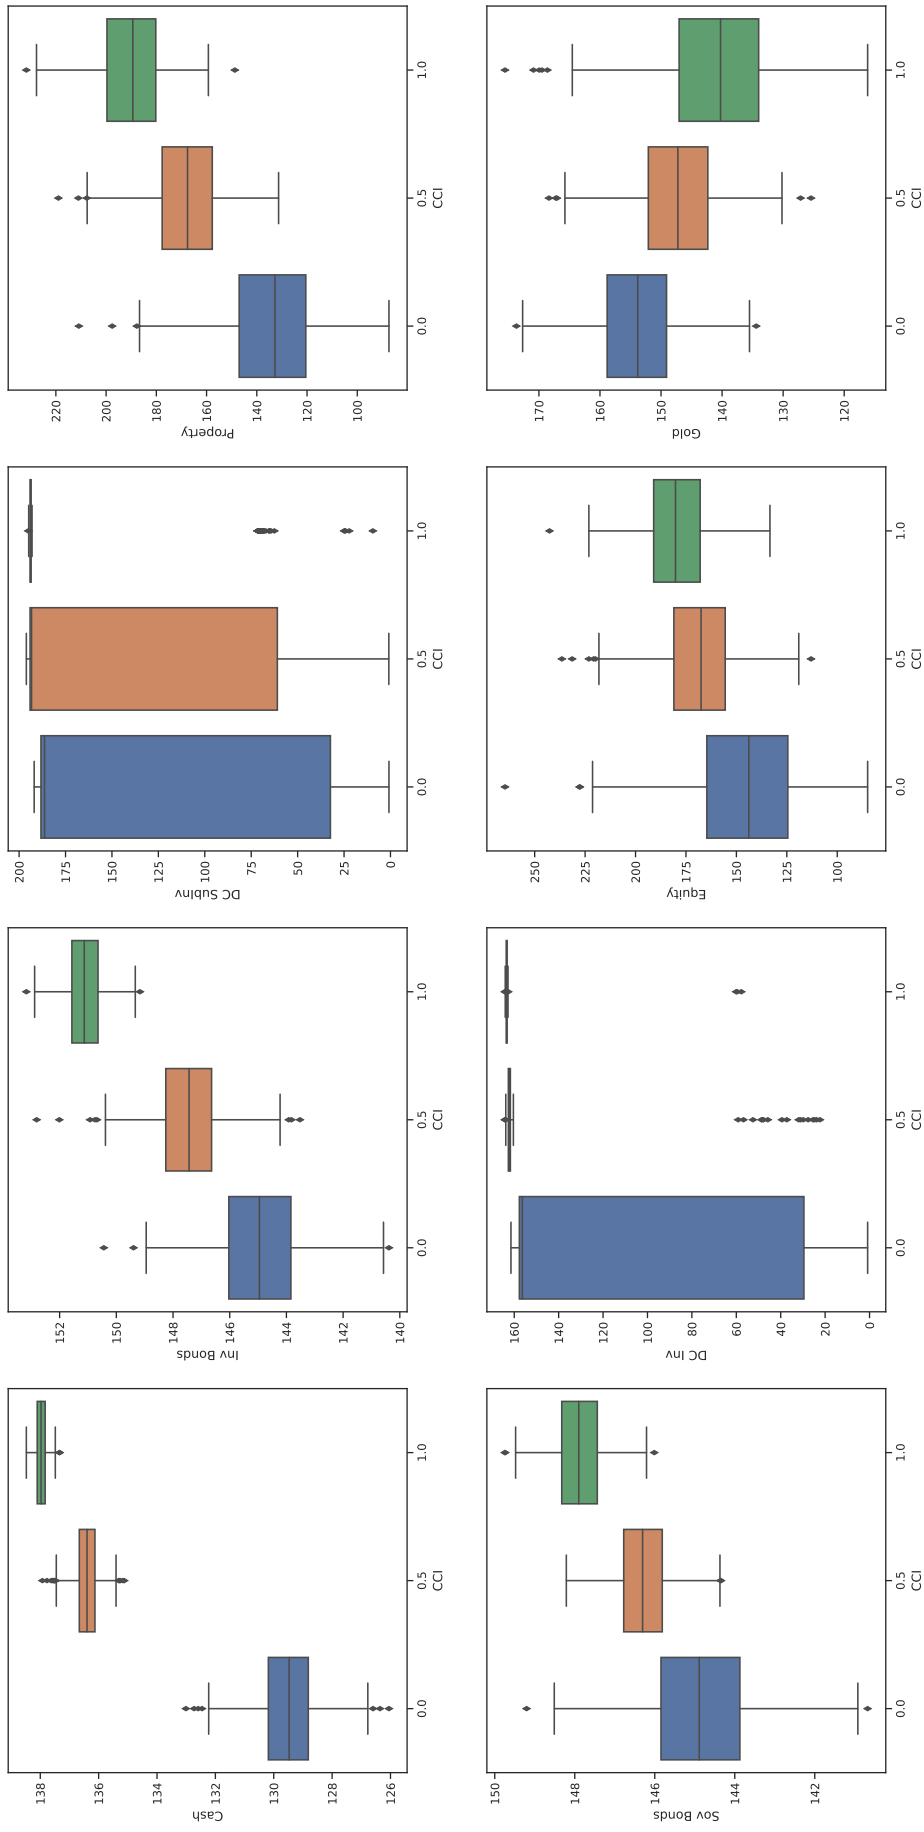 Cash
138
136
134
132
130
128
126
0.0 0.5 1.0
CCI
Inv Bonds
152
150
148
146
144
142
140
0.0 0.5 1.0
CCI
DC SubInv
200
175
150
125
100
75
50
25
0
0.0 0.5 1.0
CCI
Property
220
200
180
160
140
120
100
0.0 0.5 1.0
CCI
Sov Bonds
150
148
146
144
142
0.0 0.5 1.0
CCI
DC Inv
160
140
120
100
80
60
40
20
0
0.0 0.5 1.0
CCI
Equity
250
225
200
175
150
125
100
0.0 0.5 1.0
CCI
Gold
170
160
150
140
130
120
0.0 0.5 1.0
CCI